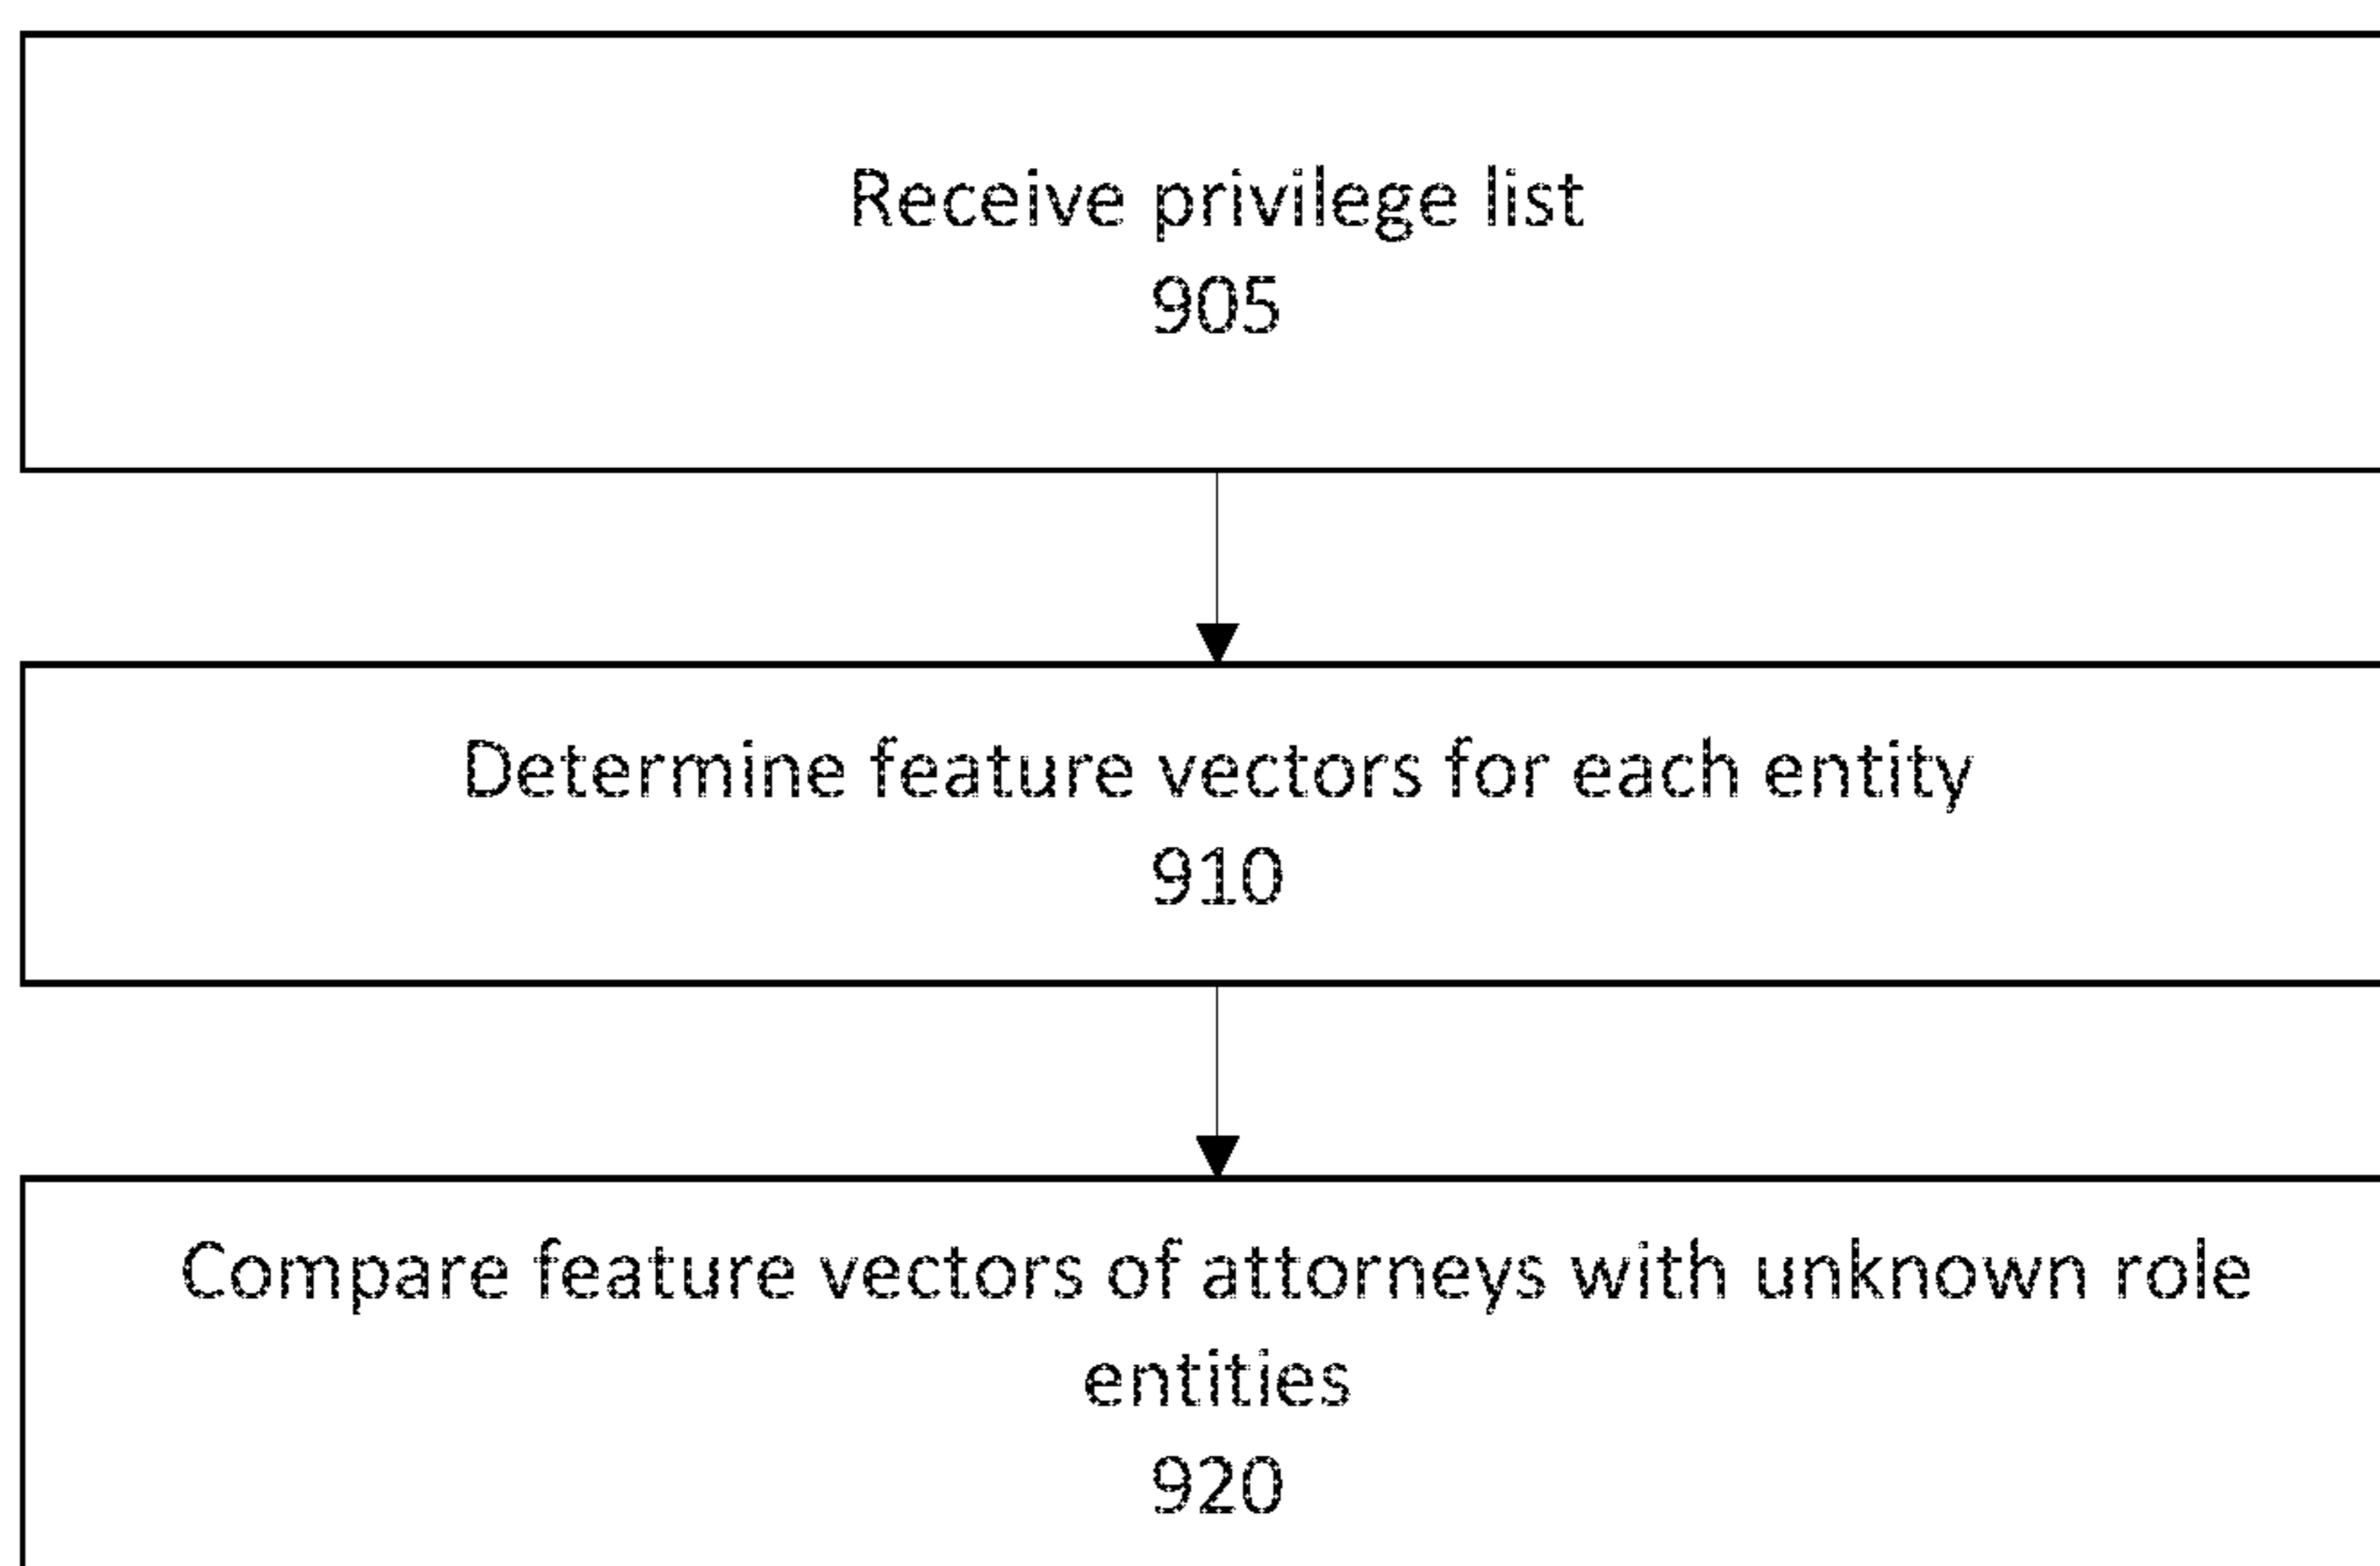 Receive privilege list
905
Determine feature vectors for each entity
910
Compare feature vectors of attorneys with unknown role
entities
920